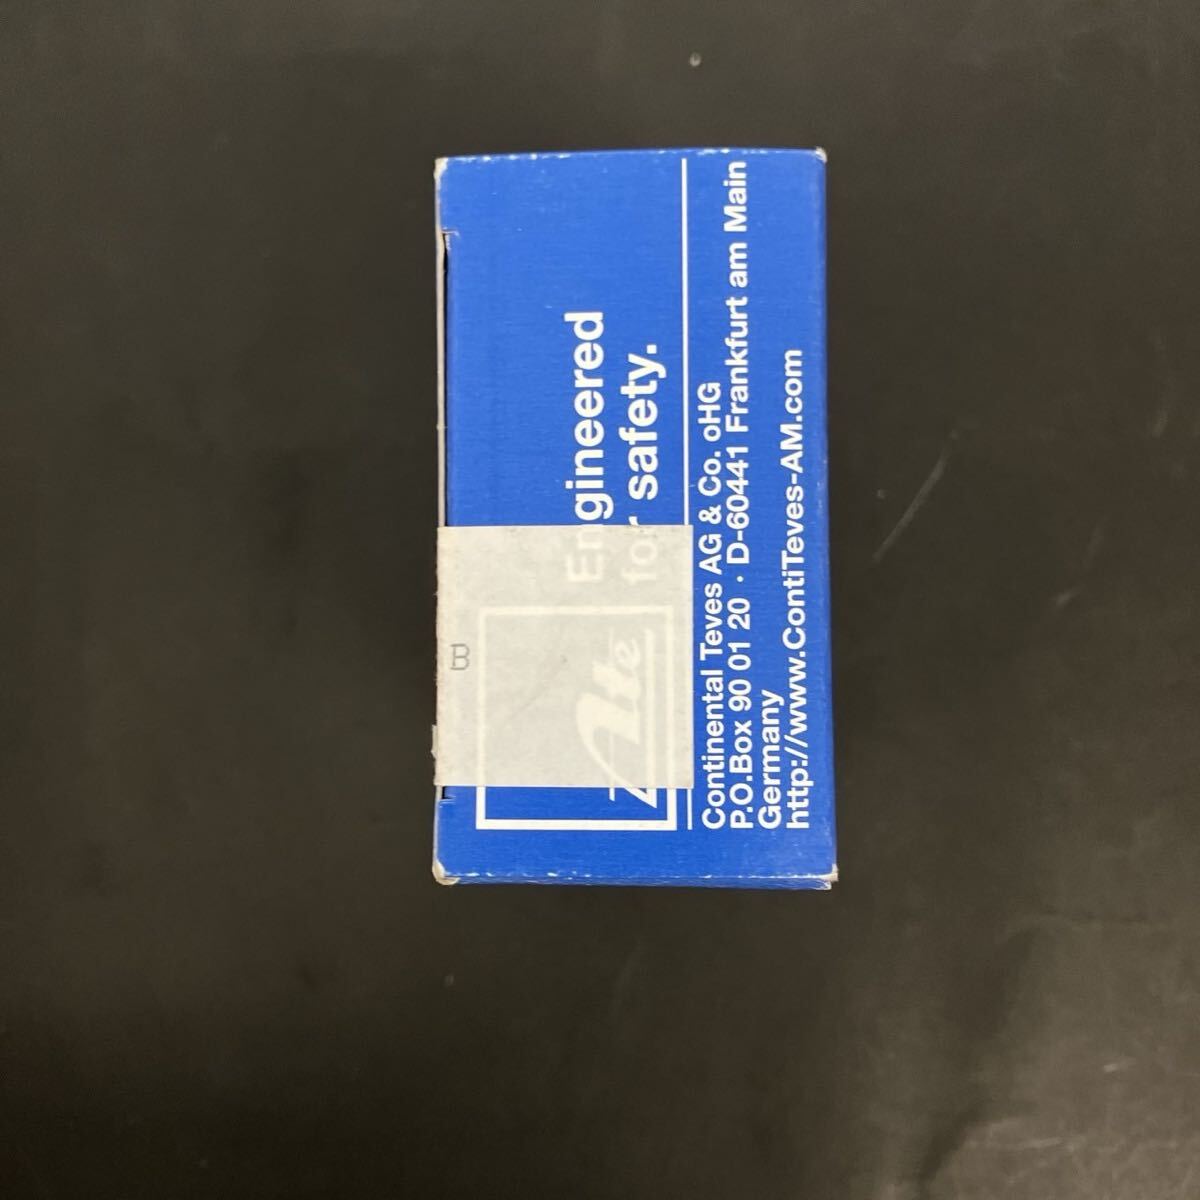 Ate
Engineered
for safety.
Continental Teves AG & Co. oHG
P.O.Box 90 01 20 · D-60441 Frankfurt am Main
Germany
http://www.ContiTeves-AM.com
B